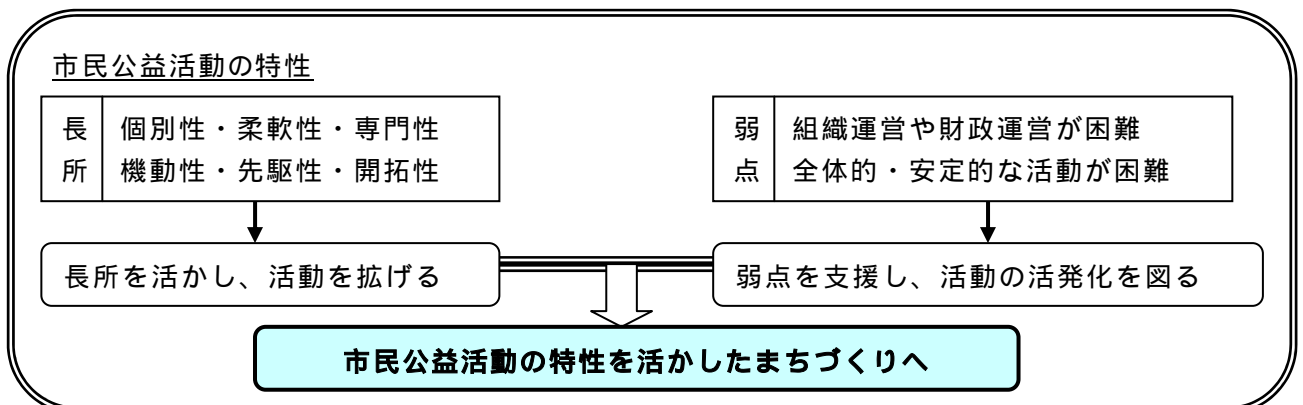 市民公益活動の特性
長所
個別性・柔軟性・専門性
機動性・先駆性・開拓性
弱点
組織運営や財政運営が困難
全体的・安定的な活動が困難
長所を活かし、活動を拡げる
弱点を支援し、活動の活発化を図る
市民公益活動の特性を活かしたまちづくりへ